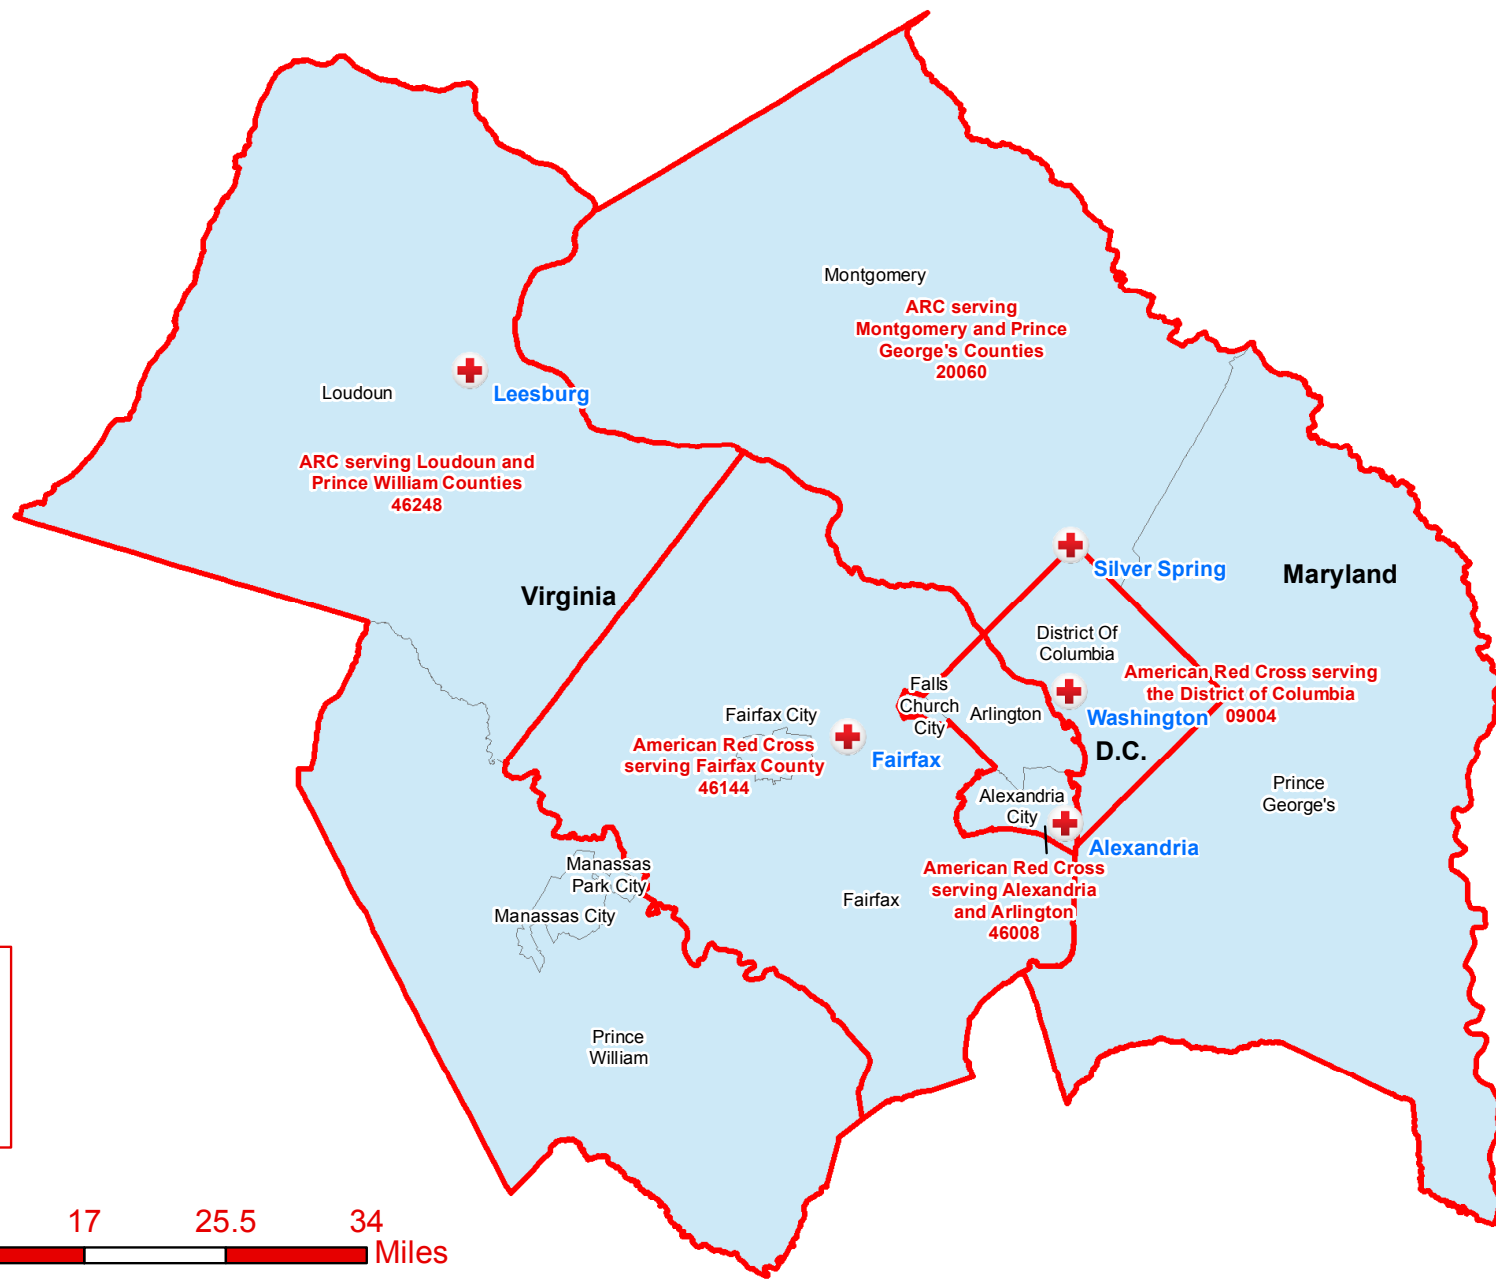 Montgomery
ARC serving
Montgomery and Prince
George's Counties
20060
Loudoun
Leesburg
ARC serving Loudoun and
Prince William Counties
46248
Virginia
Silver Spring
Maryland
District Of
Columbia
American Red Cross serving
the District of Columbia
09004
Washington
D.C.
Falls
Church
City
Arlington
Fairfax City
American Red Cross
serving Fairfax County
46144
Fairfax
Alexandria
City
Alexandria
Prince
George's
American Red Cross
serving Alexandria
and Arlington
46008
Manassas
Park City
Manassas City
Fairfax
Prince
William
17 25.5 34
Miles